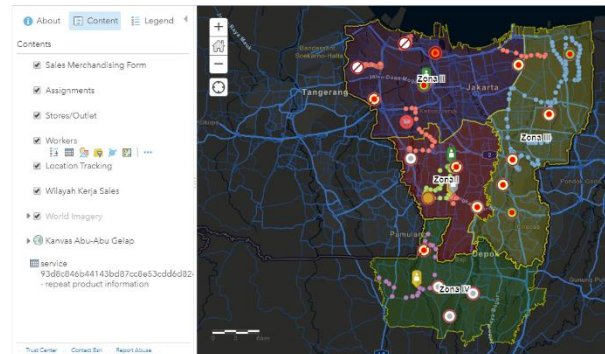 About Content Legend
Contents
Sales Merchandising Form
Assignments
Stores/Outlet
Workers
Location Tracking
Wilayah Kerja Sales
World Imagery
Kanvas Abu-Abu Gelap
service
93d8c846b44143bd87cc8e53cdd6d82
- repeat product information
Trust Center Contact Esri Report Abuse
Zona II
Jakarta
Tangerang
Zona III
Zona I
Pamulang
Depok
Zona IV